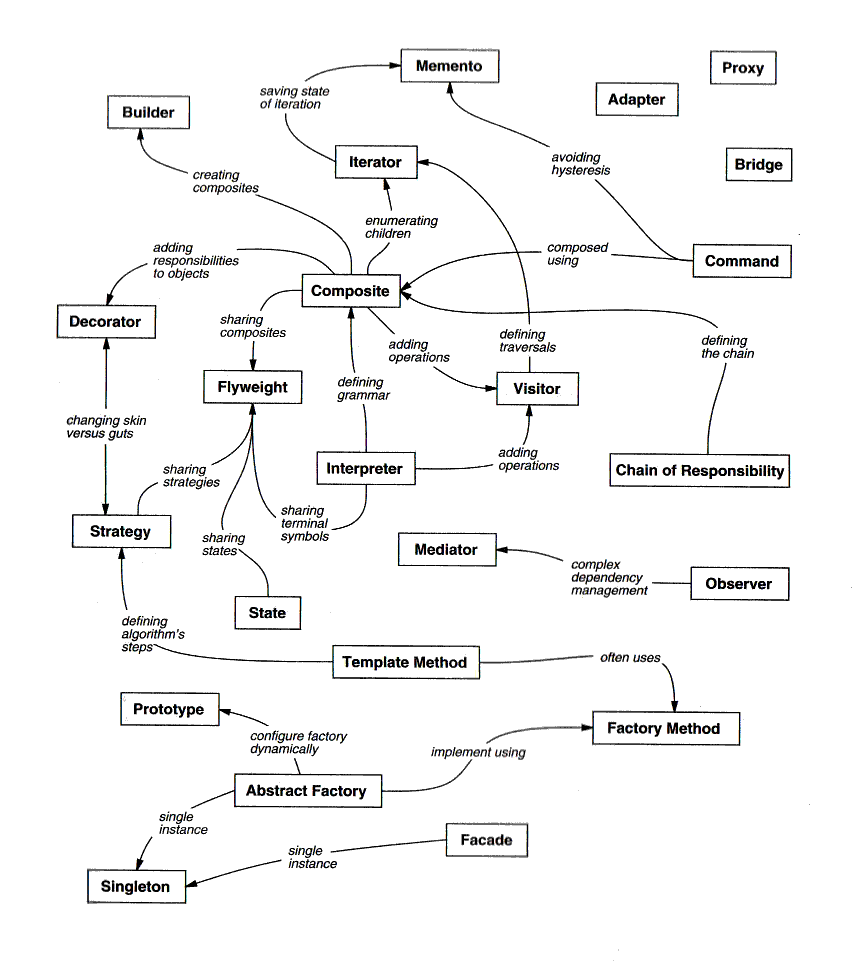 Memento
Proxy
saving state
of iteration
Adapter
Builder
Iterator
avoiding
hysteresis
Bridge
creating
composites
enumerating
children
adding
responsibilities
to objects
composed
using
Command
Composite
Decorator
sharing
composites
adding
operations
defining
traversals
defining
the chain
Flyweight
defining
grammar
Visitor
changing skin
versus guts
adding
operations
sharing
strategies
Interpreter
Chain of Responsibility
sharing
terminal
symbols
Strategy
sharing
states
Mediator
complex
dependency
management
Observer
State
defining
algorithm's
steps
Template Method
often uses
Prototype
Factory Method
configure factory
dynamically
implement using
Abstract Factory
single
instance
Facade
single
instance
Singleton